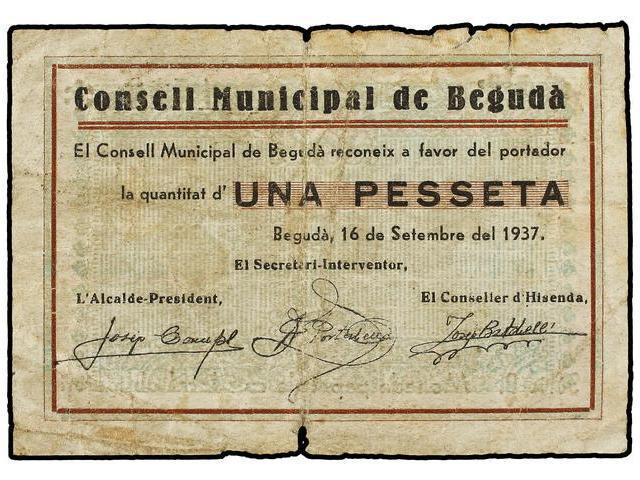 Consell Municipal de Begudà
El Consell Municipal de Begudà reconeix a favor del portador
la quantitat d' UNA PESSETA
Begudà, 16 de Setembre del 1937.
El Secretari-Interventor,
L'Alcalde-President, El Conseller d'Hisenda,
Josip